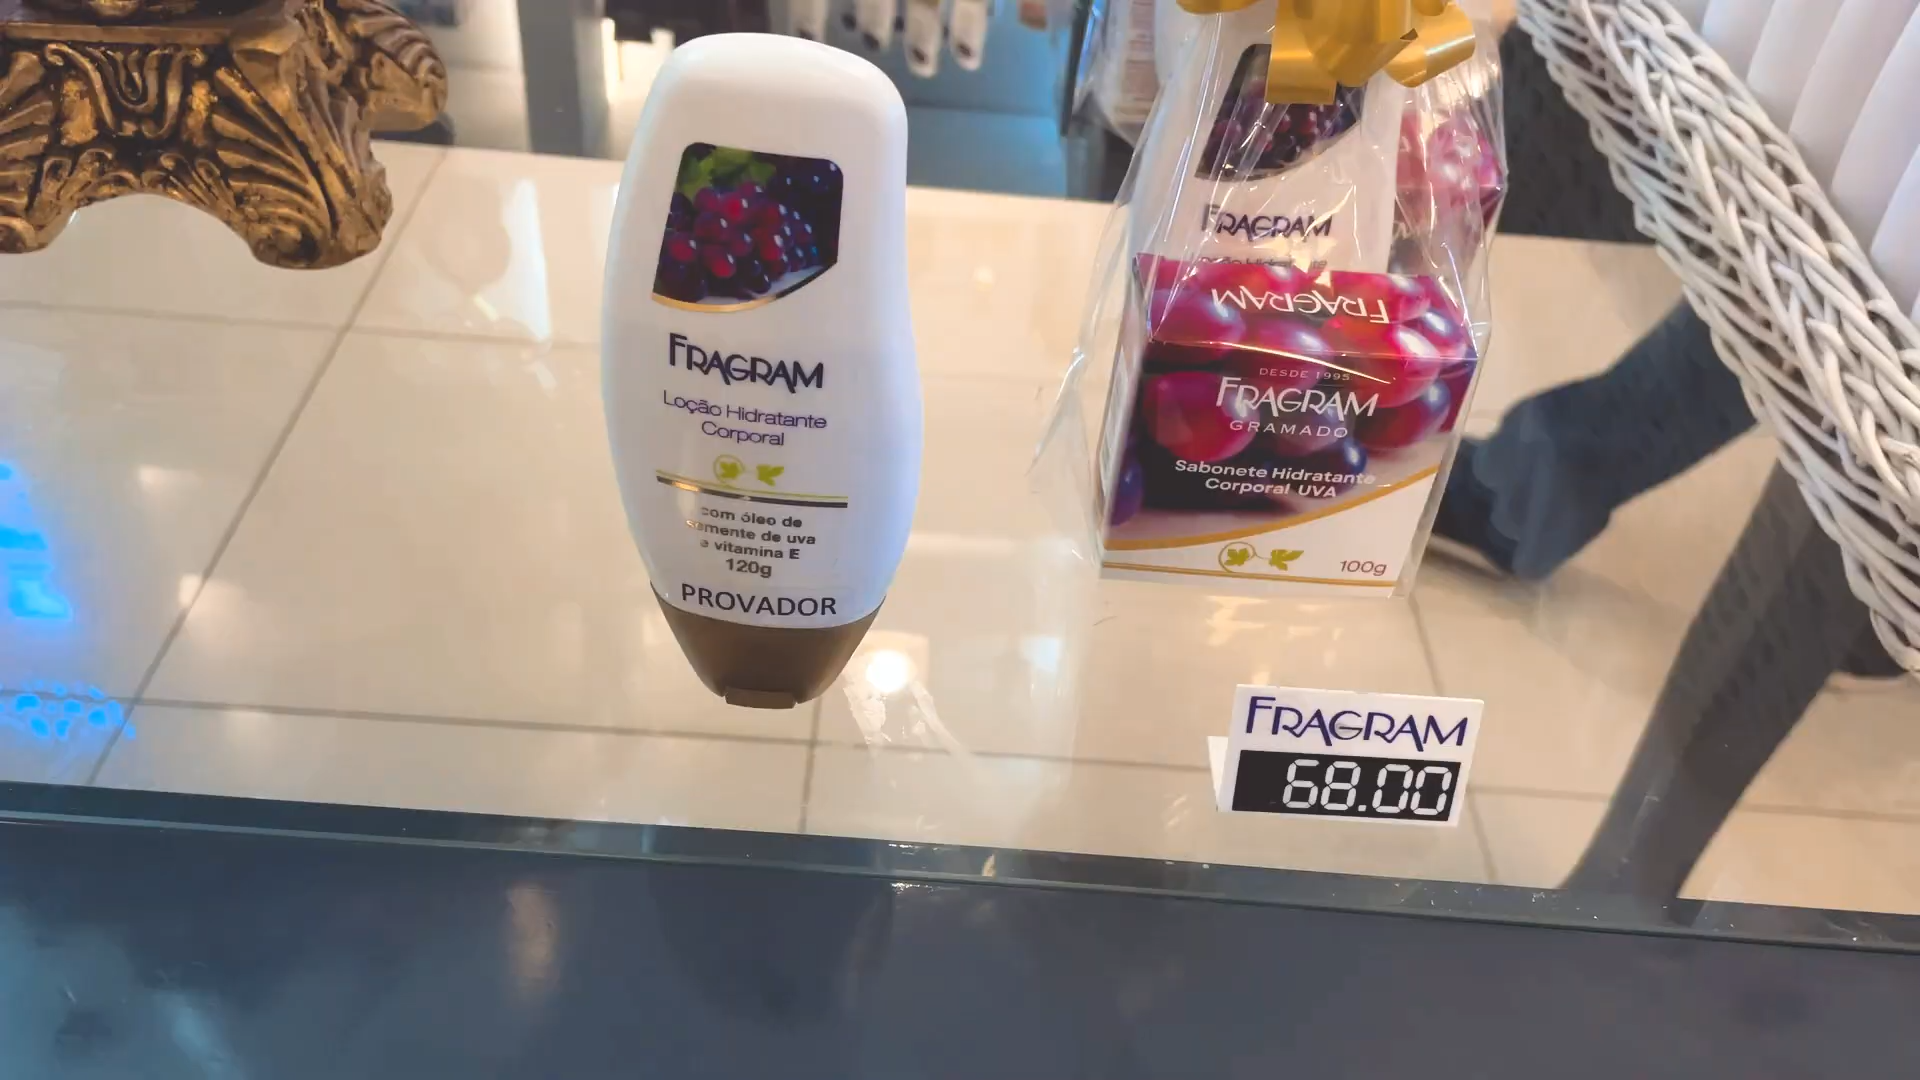 FRAGRAM
Loção Hidratante
Corporal
com óleo de
semente de uva
e vitamina E
120g
PROVADOR
FRAGRAM
FRAGRAM
DESDE 1995
FRAGRAM
GRAMADO
Sabonete Hidratante
Corporal UVA
100g
FRAGRAM
68.00